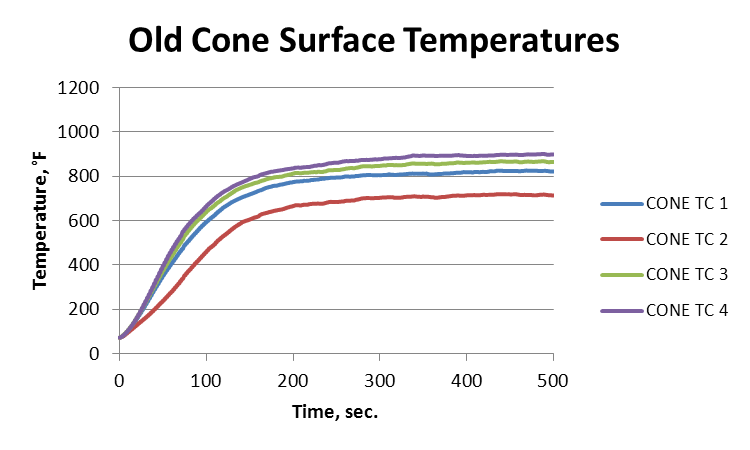 Old Cone Surface Temperatures
1200
1000
800
600
400
200
0
Temperature, °F
0 100 200 300 400 500
Time, sec.
CONE TC 1
CONE TC 2
CONE TC 3
CONE TC 4